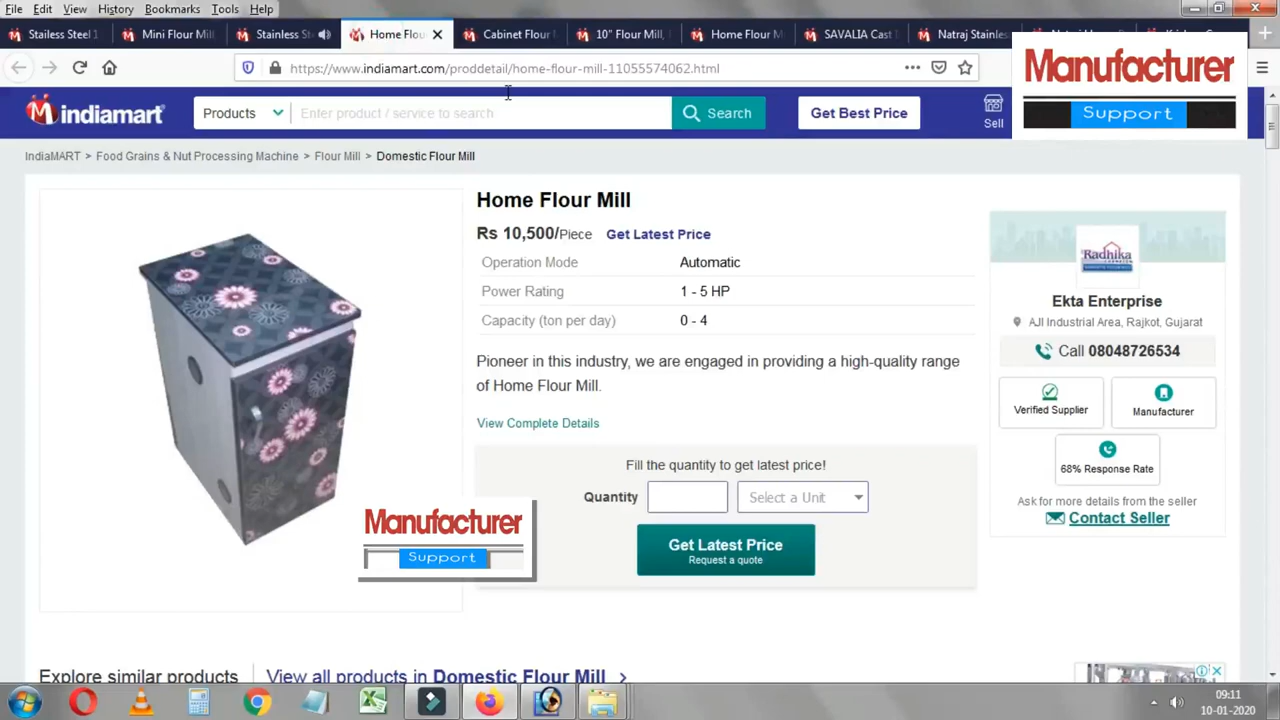 File Edit View History Bookmarks Tools Help
Stailess Steel 1
Mini Flour Mill
Stainless
Home Flou
Cabinet Flour
10" Flour Mill,
Home Flour M
SAVALIA Cast
Natraj Stainles
https://www.indiamart.com/proddetail/home-flour-mill-11055574062.html
Manufacturer
Support
indiamart
Products
Enter product / service to search
Search
Get Best Price
Sell
IndiaMART > Food Grains & Nut Processing Machine > Flour Mill > Domestic Flour Mill
Home Flour Mill
Rs 10,500/Piece Get Latest Price
Operation Mode Automatic
Power Rating 1 - 5 HP
Capacity (ton per day) 0 - 4
Pioneer in this industry, we are engaged in providing a high-quality range
of Home Flour Mill.
View Complete Details
Fill the quantity to get latest price!
Quantity Select a Unit
Get Latest Price
Request a quote
Manufacturer
Support
Radhika
Ekta Enterprise
AJI Industrial Area, Rajkot, Gujarat
Call 08048726534
Verified Supplier
Manufacturer
68% Response Rate
Ask for more details from the seller
Contact Seller
Explore similar products View all products in Domestic Flour Mill >
09:11
10-01-2020